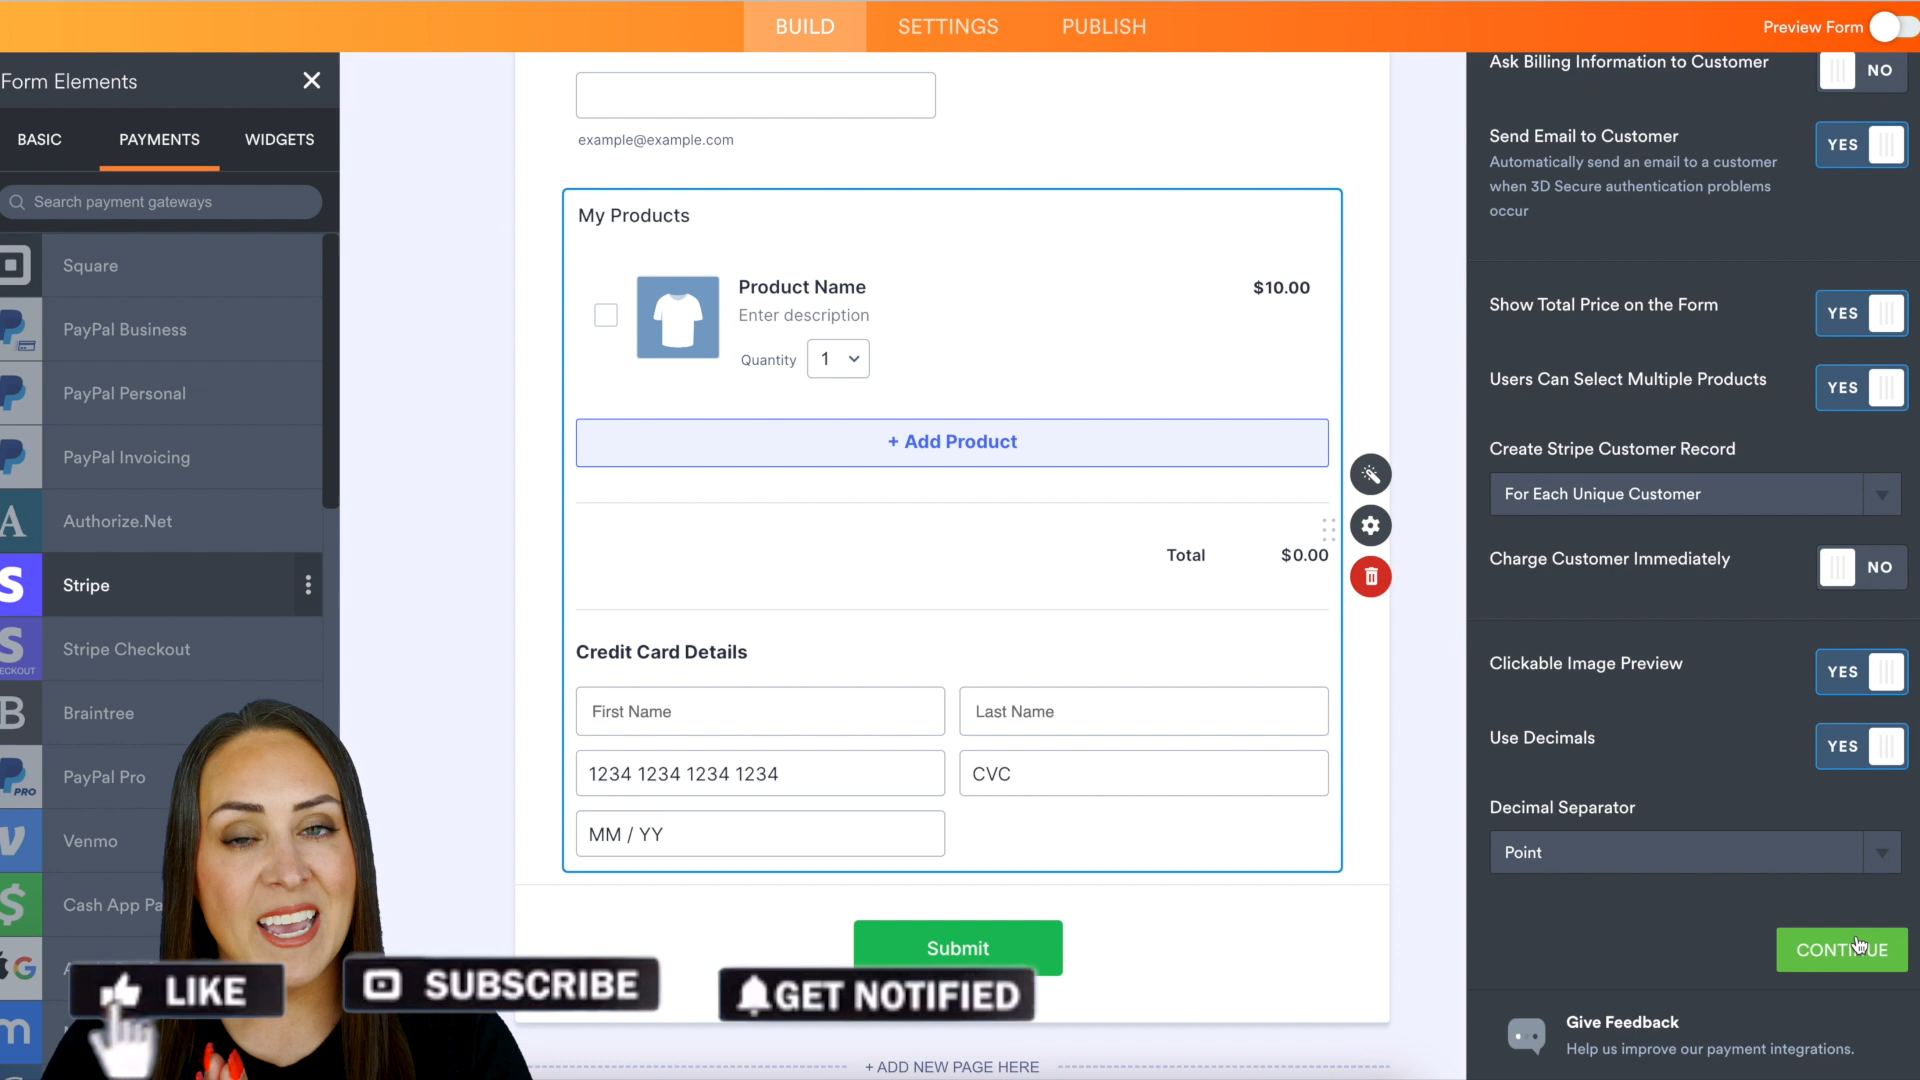 BUILD
SETTINGS
PUBLISH
Preview Form
Form Elements
BASIC
PAYMENTS
WIDGETS
Search payment gateways
Square
PayPal Business
PayPal Personal
PayPal Invoicing
Authorize.Net
Stripe
Stripe Checkout
Braintree
PayPal Pro
PRO
Venmo
Cash App Pa
example@example.com
My Products
Product Name
$10.00
Enter description
Quantity
1
+ Add Product
Total
$0.00
Credit Card Details
First Name
Last Name
1234 1234 1234 1234
CVC
MM / YY
Submit
LIKE
SUBSCRIBE
GET NOTIFIED
+ ADD NEW PAGE HERE
Ask Billing Information to Customer
NO
Send Email to Customer
YES
Automatically send an email to a customer
when 3D Secure authentication problems
occur
Show Total Price on the Form
YES
Users Can Select Multiple Products
YES
Create Stripe Customer Record
For Each Unique Customer
Charge Customer Immediately
NO
Clickable Image Preview
YES
Use Decimals
YES
Decimal Separator
Point
CONTINUE
Give Feedback
Help us improve our payment integrations.